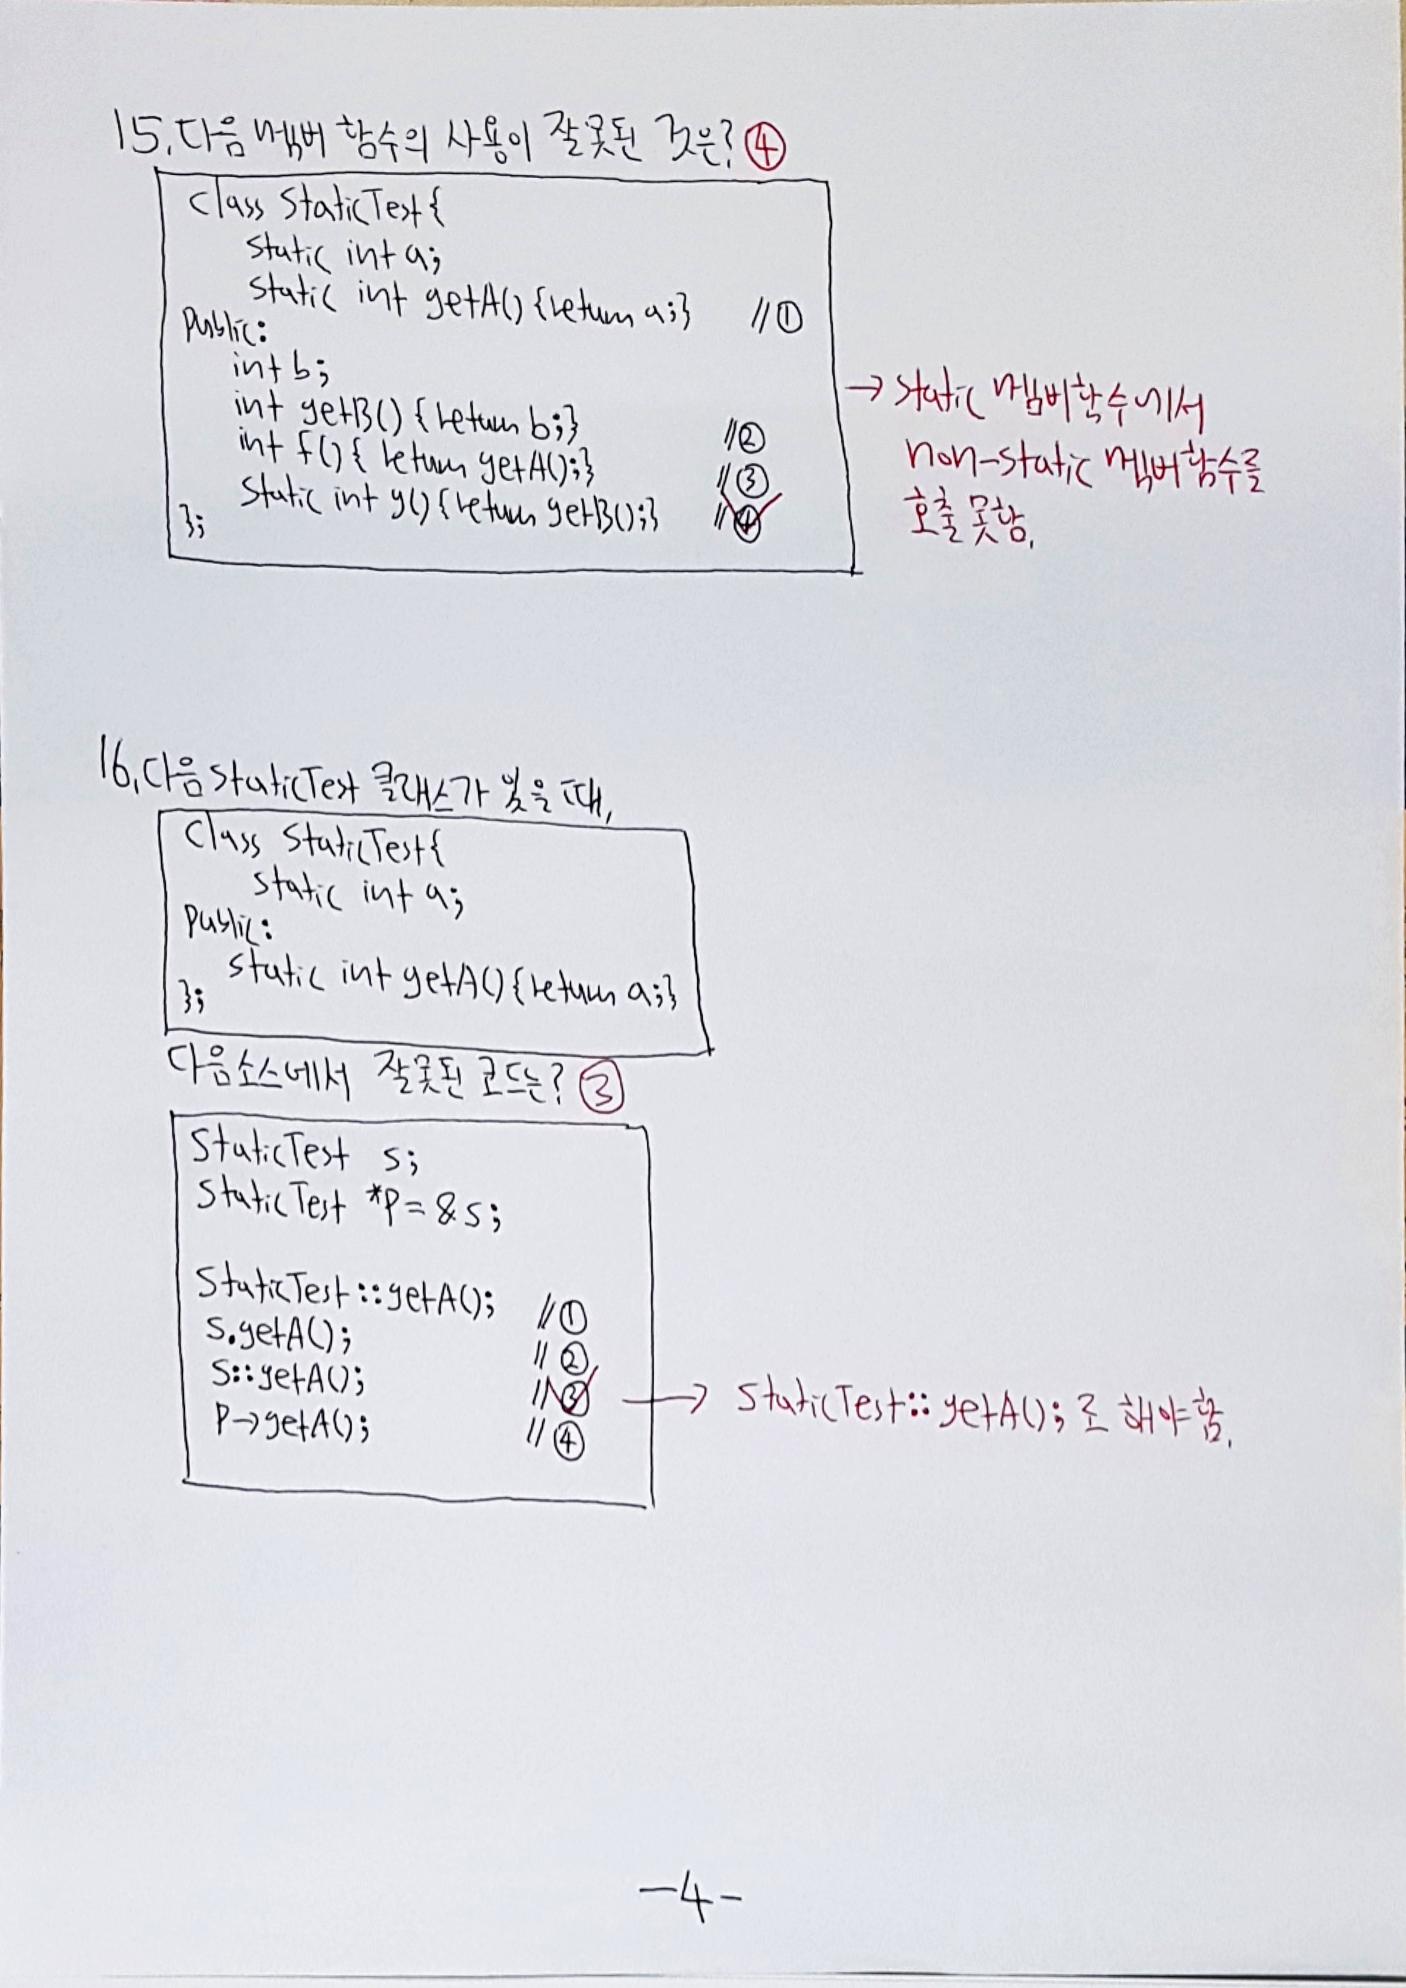 15. 다음 멤버 함수의 사용이 잘못된 것은? ④
class StaticTest{
static int a;
static int getA() {return a;} //①
public:
int b;
int getB() {return b;} //②
int f(){ return getA();} //③
static int g() {return getB();} //④
};
→ static 멤버함수에서
non-static 멤버함수를
호출 못함.
16. 다음 StaticTest 클래스가 있을 때,
class StaticTest{
static int a;
public:
static int getA() {return a;}
};
다음 소스에서 잘못된 코드는? ③
StaticTest s;
StaticTest *p=&s;
StaticTest::getA(); //①
s.getA(); //②
s::getA(); //③ → StaticTest::getA(); 로 해야 함.
p->getA(); //④
-4-